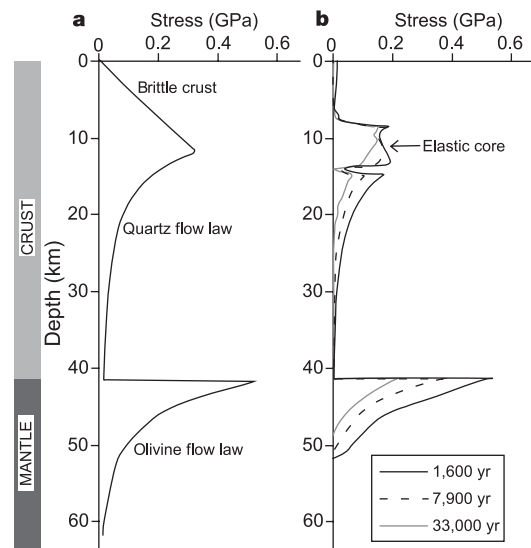 a
Stress (GPa)
0 0.2 0.4 0.6
b
Stress (GPa)
0 0.2 0.4 0.6
CRUST
MANTLE
Depth (km)
0
10
20
30
40
50
60
Brittle crust
Quartz flow law
Olivine flow law
0
10
20
30
40
50
60
Elastic core
1,600 yr
7,900 yr
33,000 yr